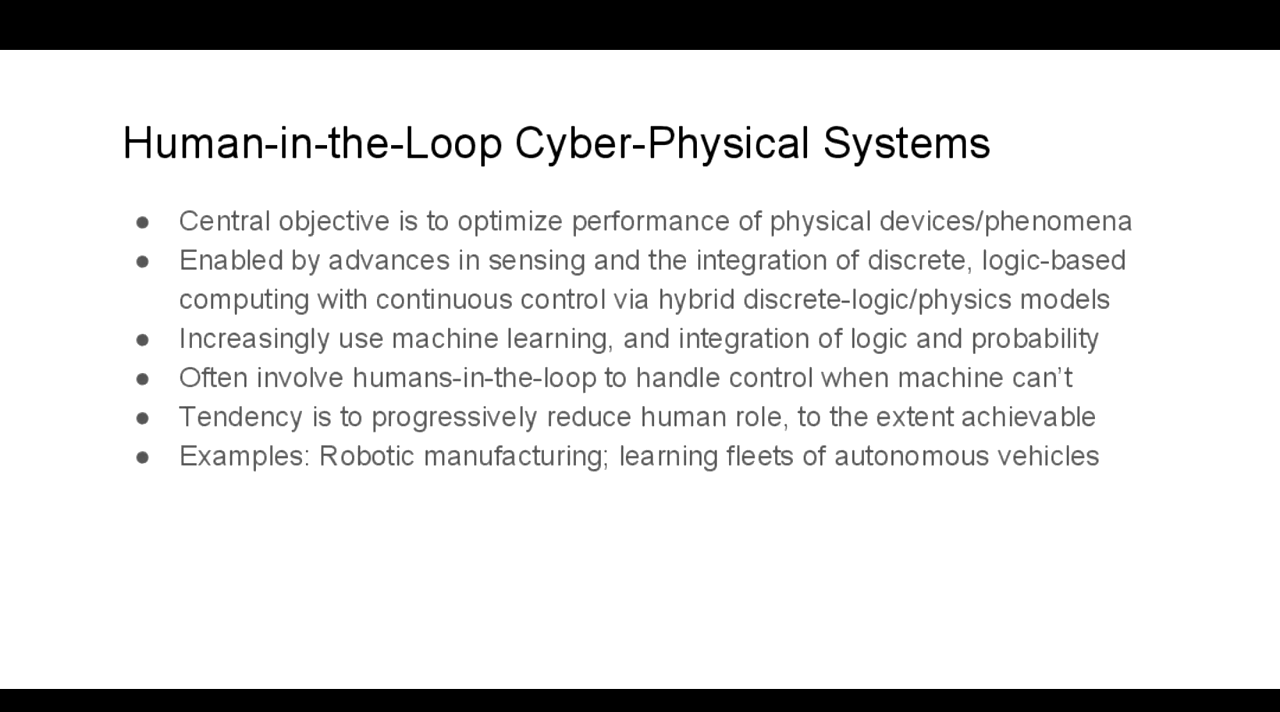 Human-in-the-Loop Cyber-Physical Systems
● Central objective is to optimize performance of physical devices/phenomena
● Enabled by advances in sensing and the integration of discrete, logic-based
computing with continuous control via hybrid discrete-logic/physics models
● Increasingly use machine learning, and integration of logic and probability
● Often involve humans-in-the-loop to handle control when machine can’t
● Tendency is to progressively reduce human role, to the extent achievable
● Examples: Robotic manufacturing; learning fleets of autonomous vehicles